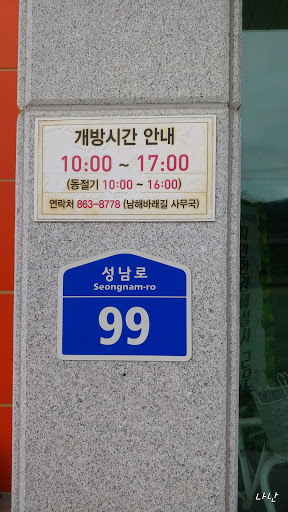 개방시간 안내
10:00 ~ 17:00
(동절기 10:00 ~ 16:00)
연락처 863-8778 (남해바래길 사무국)
성남로
Seongnam-ro
99
나난